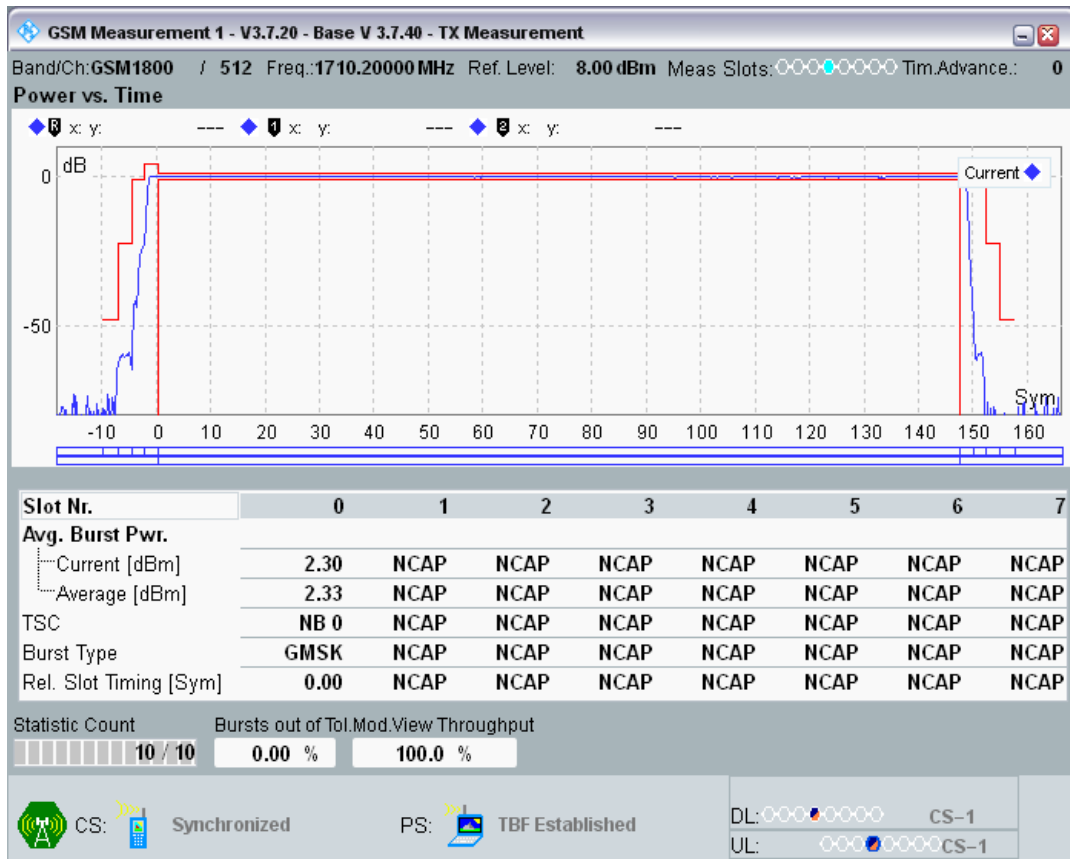 GSM Measurement 1 - V3.7.20 - Base V 3.7.40 - TX Measurement
Band/Ch:GSM1800 / 512 Freq.:1710.20000 MHz Ref. Level: 8.00 dBm Meas Slots: Tim.Advance.: 0
Power vs. Time
R x: y: --- 1 x: y: --- 2 x: y: ---
dB
Current
0
-50
Sym
-10 0 10 20 30 40 50 60 70 80 90 100 110 120 130 140 150 160
Slot Nr. 0 1 2 3 4 5 6 7
Avg. Burst Pwr.
Current [dBm] 2.30 NCAP NCAP NCAP NCAP NCAP NCAP NCAP
Average [dBm] 2.33 NCAP NCAP NCAP NCAP NCAP NCAP NCAP
TSC NB 0 NCAP NCAP NCAP NCAP NCAP NCAP NCAP
Burst Type GMSK NCAP NCAP NCAP NCAP NCAP NCAP NCAP
Rel. Slot Timing [Sym] 0.00 NCAP NCAP NCAP NCAP NCAP NCAP NCAP
Statistic Count Bursts out of Tol.Mod.View Throughput
10 / 10 0.00 % 100.0 %
CS: Synchronized PS: TBF Established
DL: CS-1
UL: CS-1